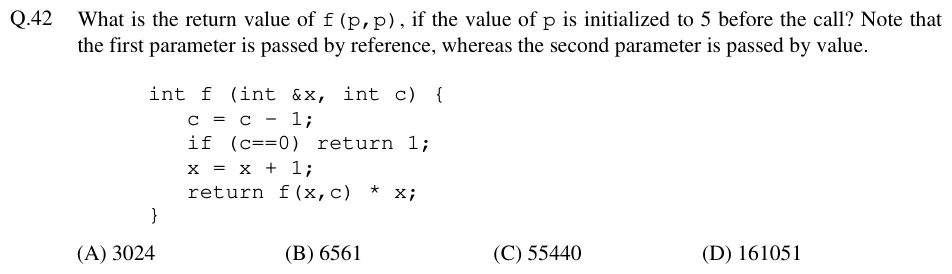 Q.42 What is the return value of f(p,p), if the value of p is initialized to 5 before the call? Note that
the first parameter is passed by reference, whereas the second parameter is passed by value.
int f (int &x, int c) {
c = c - 1;
if (c==0) return 1;
x = x + 1;
return f(x,c) * x;
}
(A) 3024 (B) 6561 (C) 55440 (D) 161051